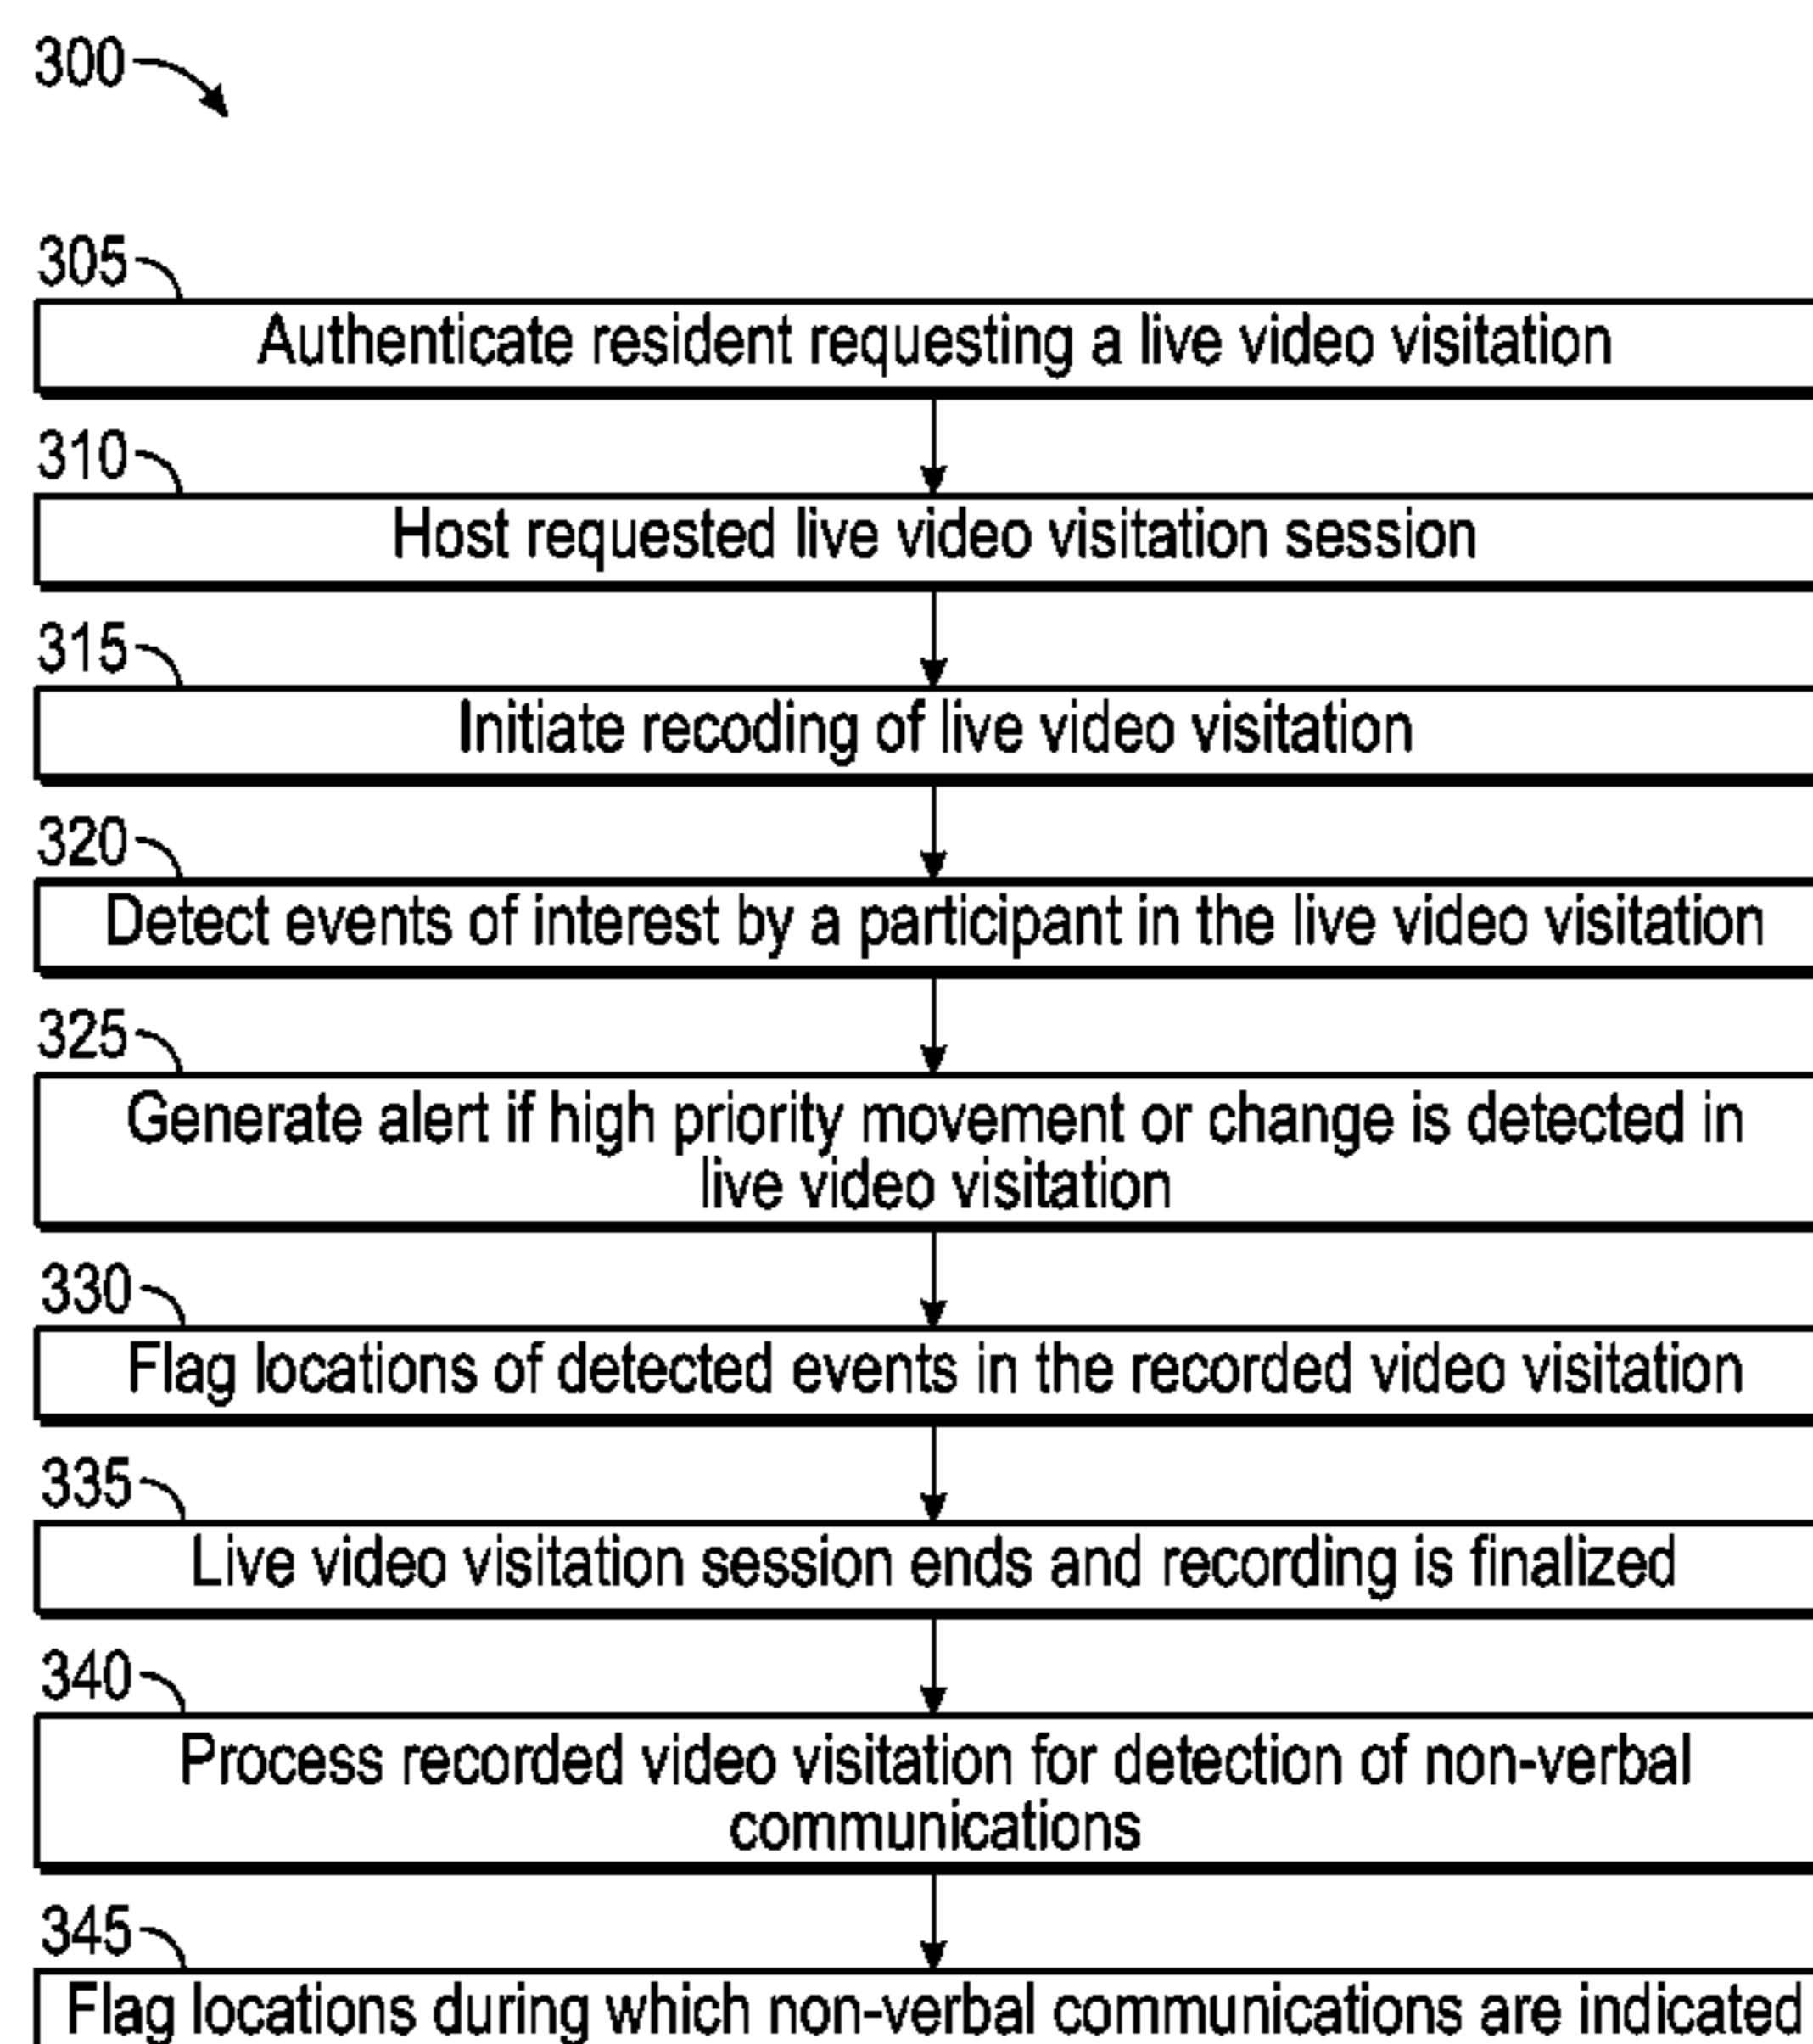 300
305
Authenticate resident requesting a live video visitation
310
Host requested live video visitation session
315
Initiate recoding of live video visitation
320
Detect events of interest by a participant in the live video visitation
325
Generate alert if high priority movement or change is detected in
live video visitation
330
Flag locations of detected events in the recorded video visitation
335
Live video visitation session ends and recording is finalized
340
Process recorded video visitation for detection of non-verbal
communications
345
Flag locations during which non-verbal communications are indicated